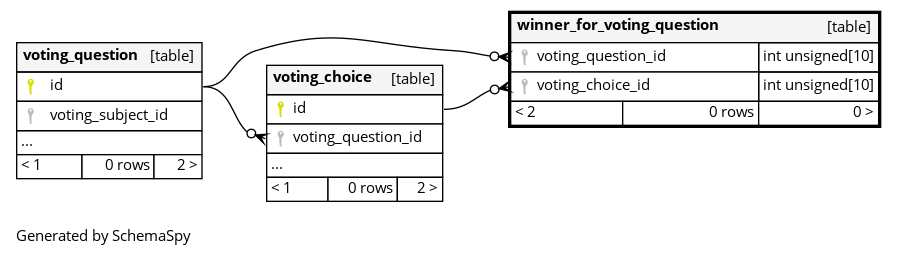 voting_question [table]
id
voting_subject_id
...
< 1 0 rows 2 >
voting_choice [table]
id
voting_question_id
...
< 1 0 rows 2 >
winner_for_voting_question [table]
voting_question_id int unsigned[10]
voting_choice_id int unsigned[10]
< 2 0 rows 0 >
Generated by SchemaSpy